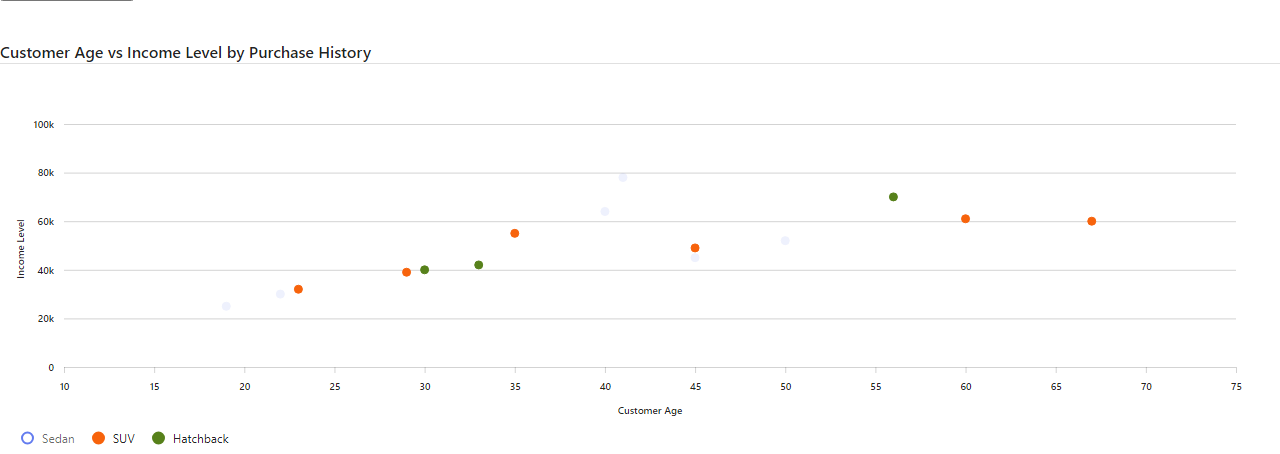 Customer Age vs Income Level by Purchase History
100k
80k
60k
40k
20k
0
Income Level
10 15 20 25 30 35 40 45 50 55 60 65 70 75
Customer Age
Sedan SUV Hatchback